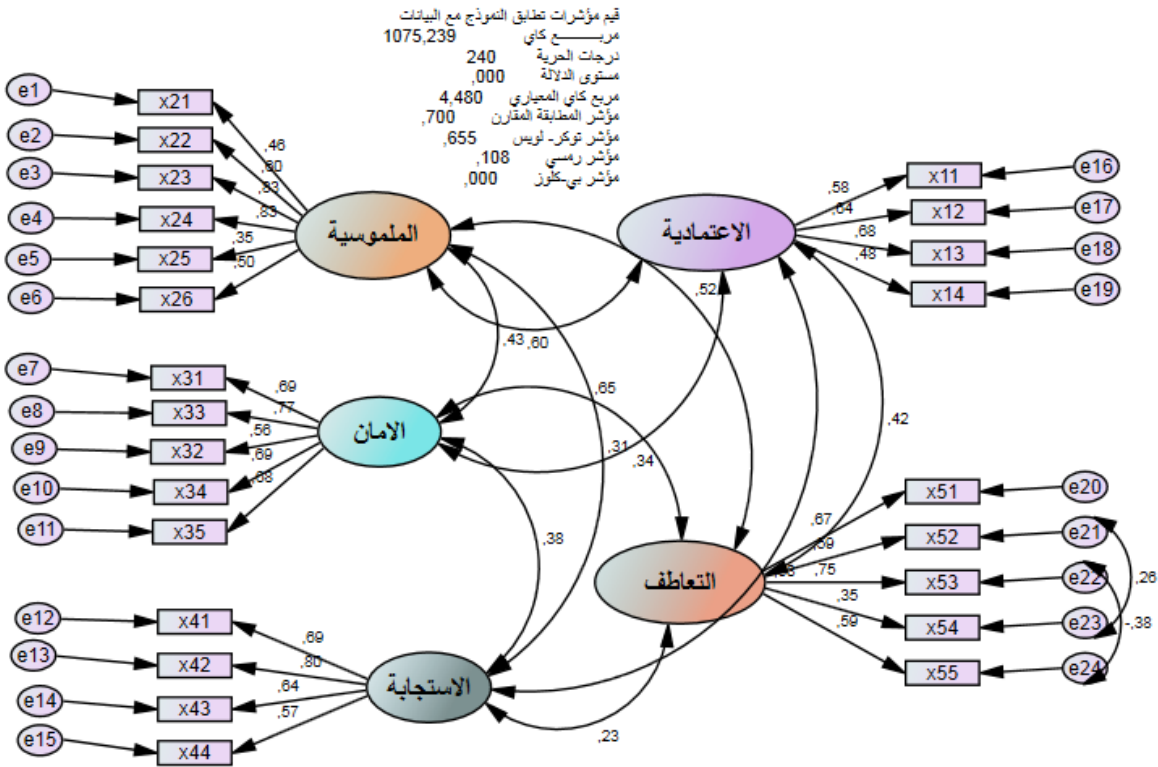 قيم مؤشرات تطابق النموذج مع البيانات
مربـــــــــع كاي 1075,239
درجات الحرية 240
مستوى الدلالة ,000
مربع كاي المعياري 4,480
مؤشر المطابقة المقارن ,700
مؤشر توكر- لويس ,655
مؤشر رمسي ,108
مؤشر بي-كلوز ,000
e1 x21 ,46
e2 x22 ,80
e3 x23 ,83
e4 x24 ,83
e5 x25 ,35
e6 x26 ,50
الملموسية
الاعتمادية
,58 x11 e16
,64 x12 e17
,68 x13 e18
,48 x14 e19
,52
,43 ,60
,65
,42
,31
,34
,38
,23
e7 x31 ,69
e8 x33 ,77
e9 x32 ,56
e10 x34 ,69
e11 x35 ,68
الامان
التعاطف
,67 x51 e20
x52 e21
,75 x53 e22
,35 x54 e23
,59 x55 e24
,26
-,38
e12 x41 ,69
e13 x42 ,80
e14 x43 ,64
e15 x44 ,57
الاستجابة